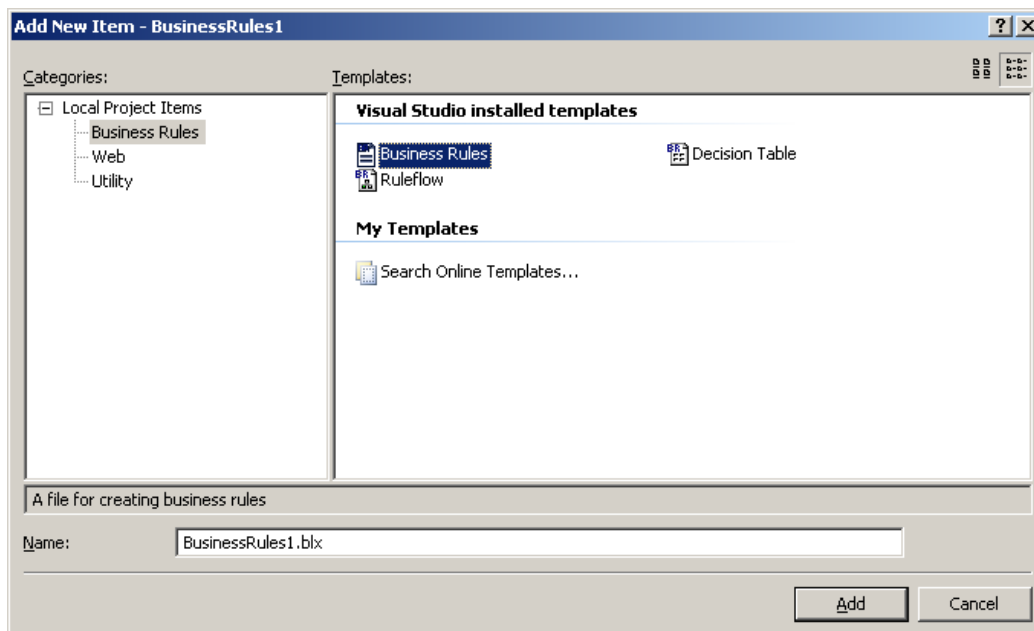 Add New Item - BusinessRules1
Categories:
Templates:
Local Project Items
Business Rules
Web
Utility
Visual Studio installed templates
Business Rules
Decision Table
Ruleflow
My Templates
Search Online Templates...
A file for creating business rules
Name:
BusinessRules1.blx
Add
Cancel